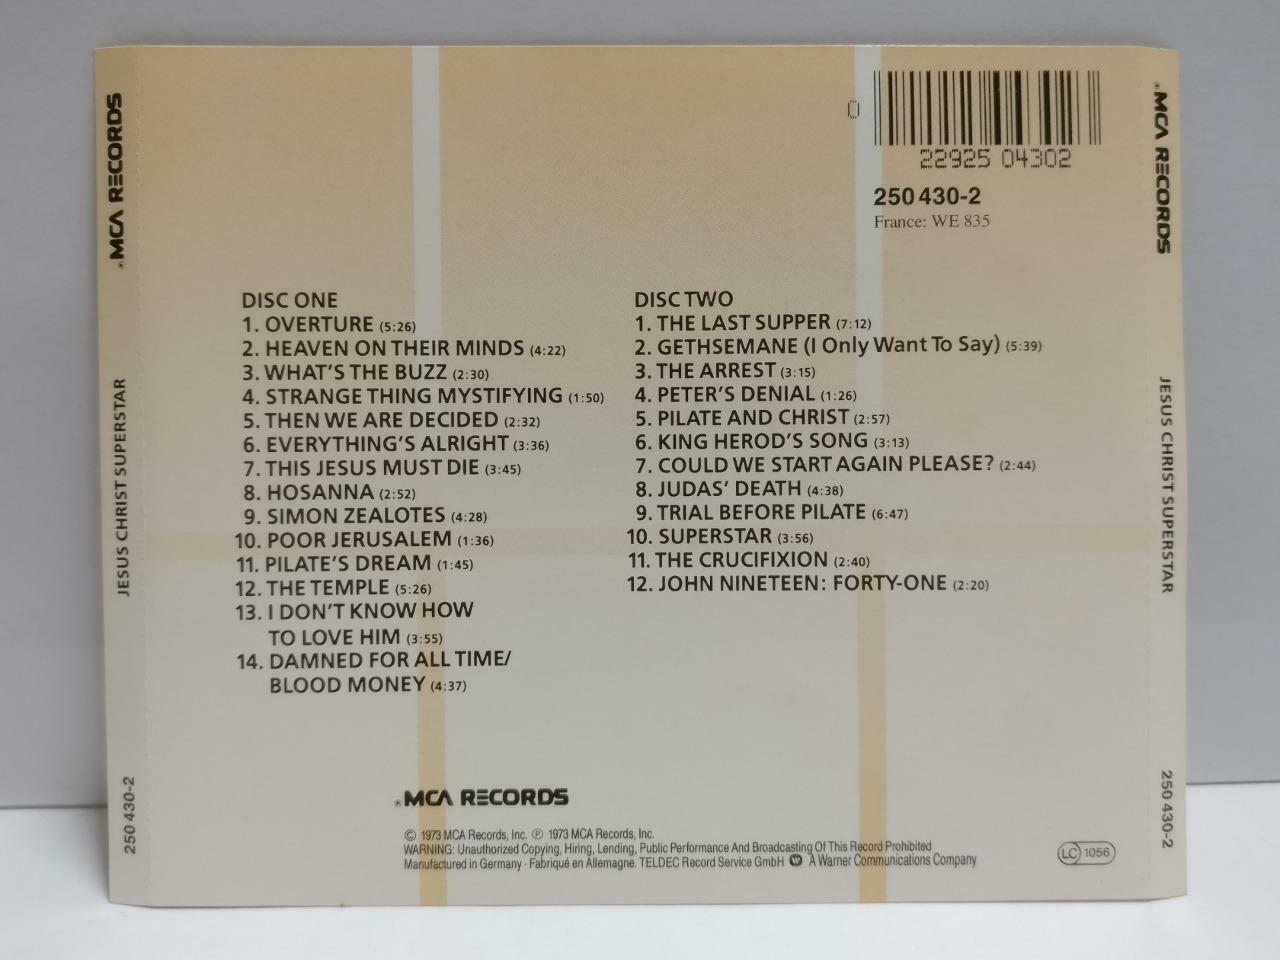 MCA RECORDS
JESUS CHRIST SUPERSTAR
250 430-2
0
22925 04302
250 430-2
France: WE 835
DISC ONE
1. OVERTURE (5:26)
2. HEAVEN ON THEIR MINDS (4:22)
3. WHAT'S THE BUZZ (2:30)
4. STRANGE THING MYSTIFYING (1:50)
5. THEN WE ARE DECIDED (2:32)
6. EVERYTHING'S ALRIGHT (3:36)
7. THIS JESUS MUST DIE (3:45)
8. HOSANNA (2:52)
9. SIMON ZEALOTES (4:28)
10. POOR JERUSALEM (1:36)
11. PILATE'S DREAM (1:45)
12. THE TEMPLE (5:26)
13. I DON'T KNOW HOW
TO LOVE HIM (3:55)
14. DAMNED FOR ALL TIME/
BLOOD MONEY (4:37)
DISC TWO
1. THE LAST SUPPER (7:12)
2. GETHSEMANE (I Only Want To Say) (5:39)
3. THE ARREST (3:15)
4. PETER'S DENIAL (1:26)
5. PILATE AND CHRIST (2:57)
6. KING HEROD'S SONG (3:13)
7. COULD WE START AGAIN PLEASE? (2:44)
8. JUDAS' DEATH (4:38)
9. TRIAL BEFORE PILATE (6:47)
10. SUPERSTAR (3:56)
11. THE CRUCIFIXION (2:40)
12. JOHN NINETEEN: FORTY-ONE (2:20)
® MCA RECORDS
© 1973 MCA Records, Inc. ℗ 1973 MCA Records, Inc.
WARNING: Unauthorized Copying, Hiring, Lending, Public Performance And Broadcasting Of This Record Prohibited
Manufactured in Germany · Fabriqué en Allemagne. TELDEC Record Service GmbH A Warner Communications Company
LC 1056
MCA RECORDS
JESUS CHRIST SUPERSTAR
250 430-2